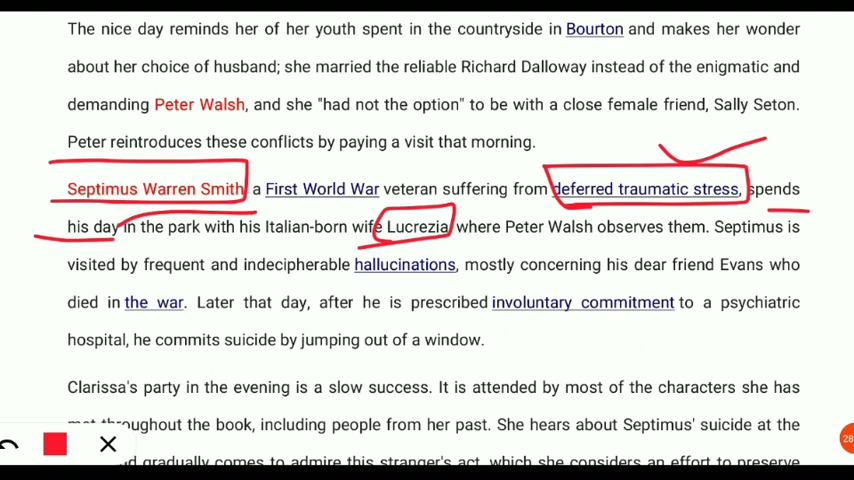 The nice day reminds her of her youth spent in the countryside in Bourton and makes her wonder
about her choice of husband; she married the reliable Richard Dalloway instead of the enigmatic and
demanding Peter Walsh, and she "had not the option" to be with a close female friend, Sally Seton.
Peter reintroduces these conflicts by paying a visit that morning.
Septimus Warren Smith, a First World War veteran suffering from deferred traumatic stress, spends
his day in the park with his Italian-born wife Lucrezia, where Peter Walsh observes them. Septimus is
visited by frequent and indecipherable hallucinations, mostly concerning his dear friend Evans who
died in the war. Later that day, after he is prescribed involuntary commitment to a psychiatric
hospital, he commits suicide by jumping out of a window.
Clarissa's party in the evening is a slow success. It is attended by most of the characters she has
met throughout the book, including people from her past. She hears about Septimus' suicide at the
gradually comes to admire this stranger's act, which she considers an effort to preserve
28